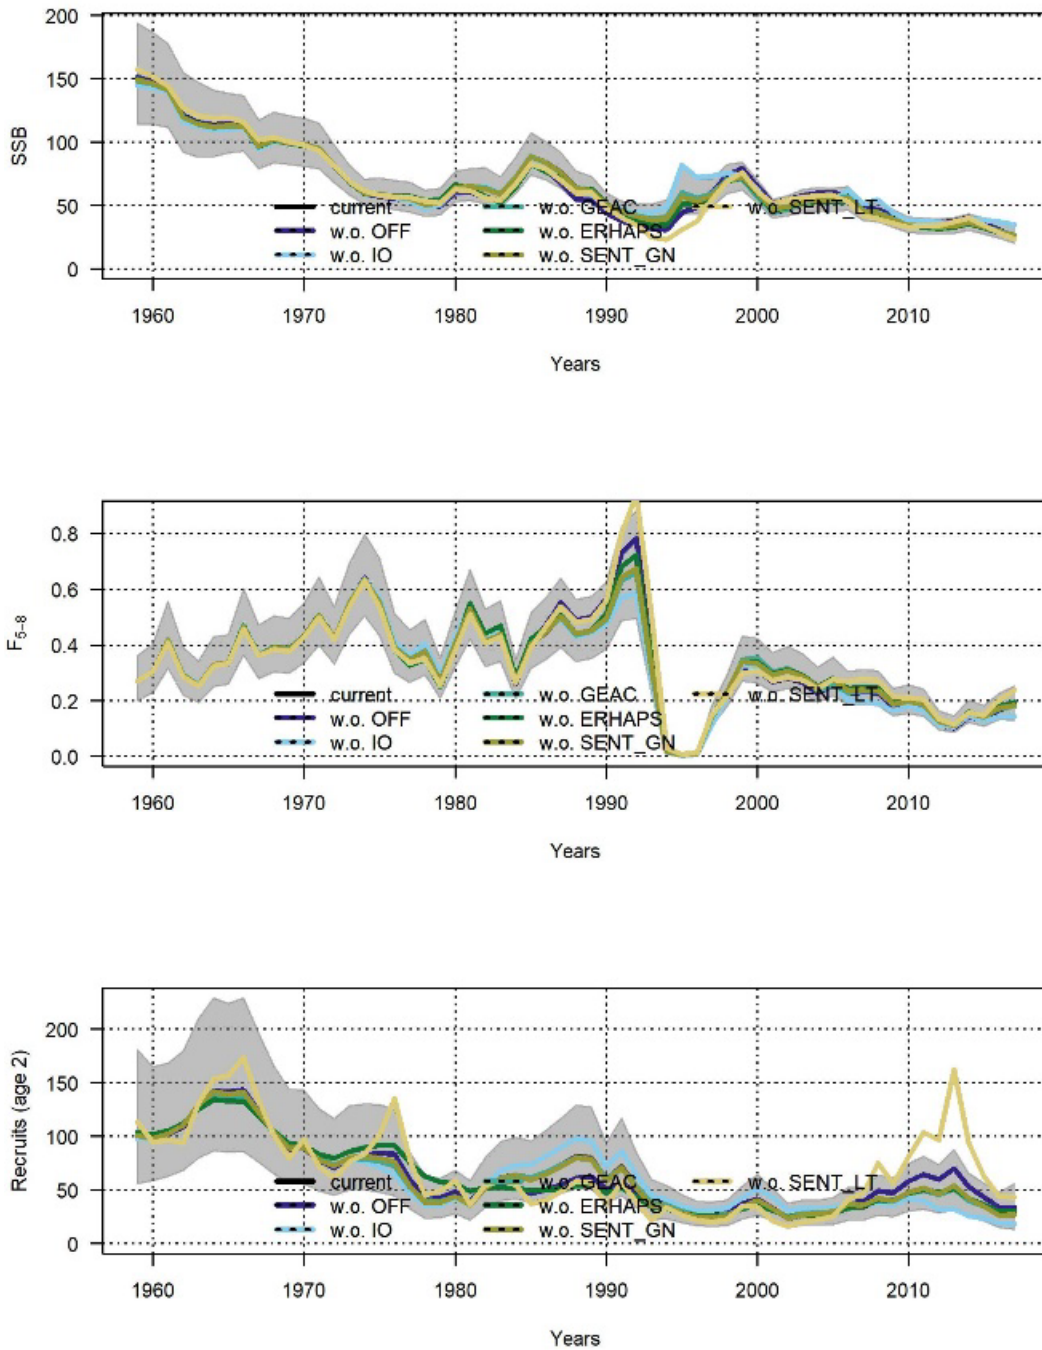 200
150
100
50
0
SSB
current
w.o. OFF
w.o. IO
w.o. GEAC
w.o. ERHAPS
w.o. SENT_GN
w.o. SENT_LT
1960 1970 1980 1990 2000 2010
Years
0.8
0.6
0.4
0.2
0.0
F5-8
current
w.o. OFF
w.o. IO
w.o. GEAC
w.o. ERHAPS
w.o. SENT_GN
w.o. SENT_LT
1960 1970 1980 1990 2000 2010
Years
200
150
100
50
0
Recruits (age 2)
current
w.o. OFF
w.o. IO
w.o. GEAC
w.o. ERHAPS
w.o. SENT_GN
w.o. SENT_LT
1960 1970 1980 1990 2000 2010
Years